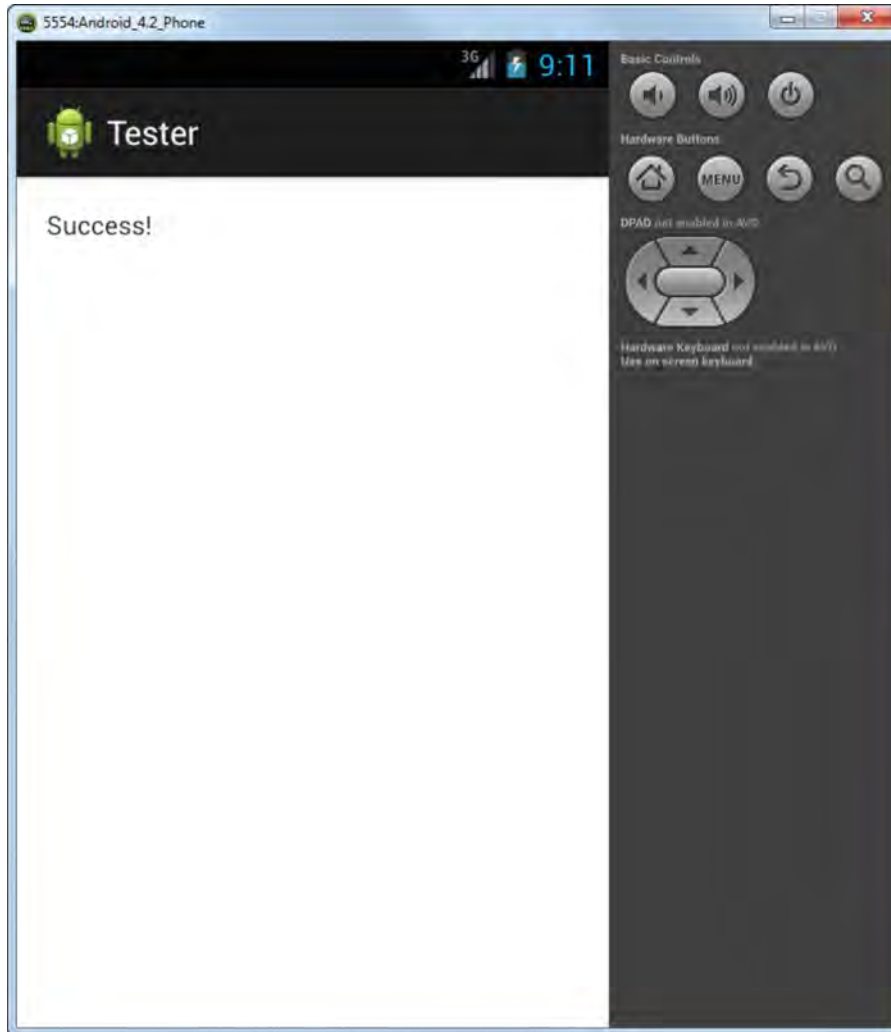 5554:Android_4.2_Phone
3G 9:11
Tester
Success!
Basic Controls
Hardware Buttons
MENU
DPAD not enabled in AVD
Hardware Keyboard not enabled in AVD
Use on screen keyboard